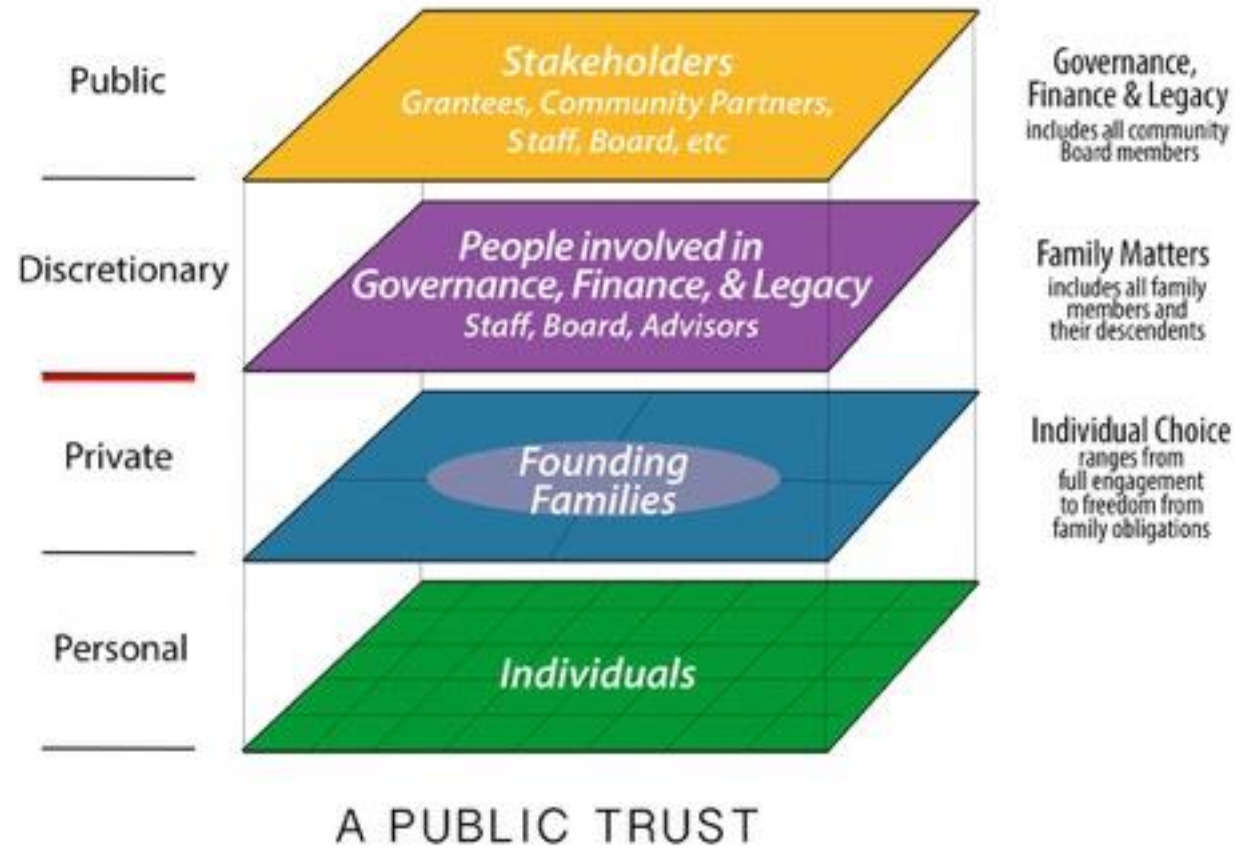 Public
Stakeholders
Grantees, Community Partners,
Staff, Board, etc
Governance,
Finance & Legacy
includes all community
Board members
Discretionary
People involved in
Governance, Finance, & Legacy
Staff, Board, Advisors
Family Matters
includes all family
members and
their descendents
Private
Founding
Families
Individual Choice
ranges from
full engagement
to freedom from
family obligations
Personal
Individuals
A PUBLIC TRUST